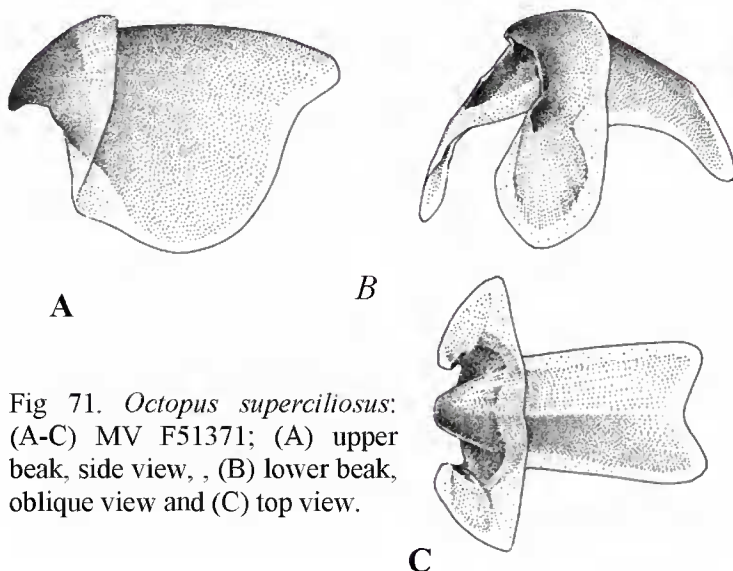 A
B
Fig 71. Octopus superciliosus:
(A-C) MV F51371; (A) upper
beak, side view, , (B) lower beak,
oblique view and (C) top view.
C